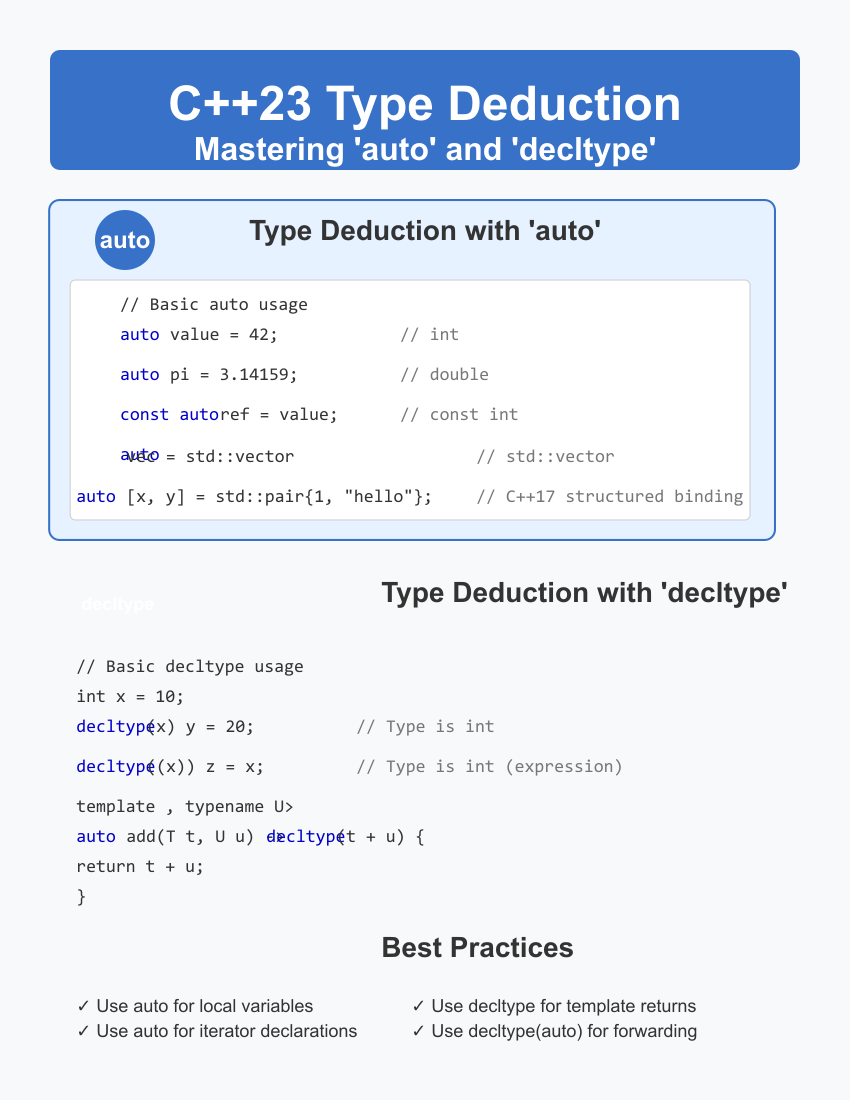 C++23 Type Deduction
Mastering 'auto' and 'decltype'
auto
Type Deduction with 'auto'
// Basic auto usage
auto value = 42; // int
auto pi = 3.14159; // double
const autoref = value; // const int
auto vec = std::vector // std::vector
auto [x, y] = std::pair{1, "hello"}; // C++17 structured binding
decltype
Type Deduction with 'decltype'
// Basic decltype usage
int x = 10;
decltype(x) y = 20; // Type is int
decltype((x)) z = x; // Type is int (expression)
template , typename U>
auto add(T t, U u) -> decltype(t + u) {
return t + u;
}
Best Practices
✓ Use auto for local variables
✓ Use decltype for template returns
✓ Use auto for iterator declarations
✓ Use decltype(auto) for forwarding